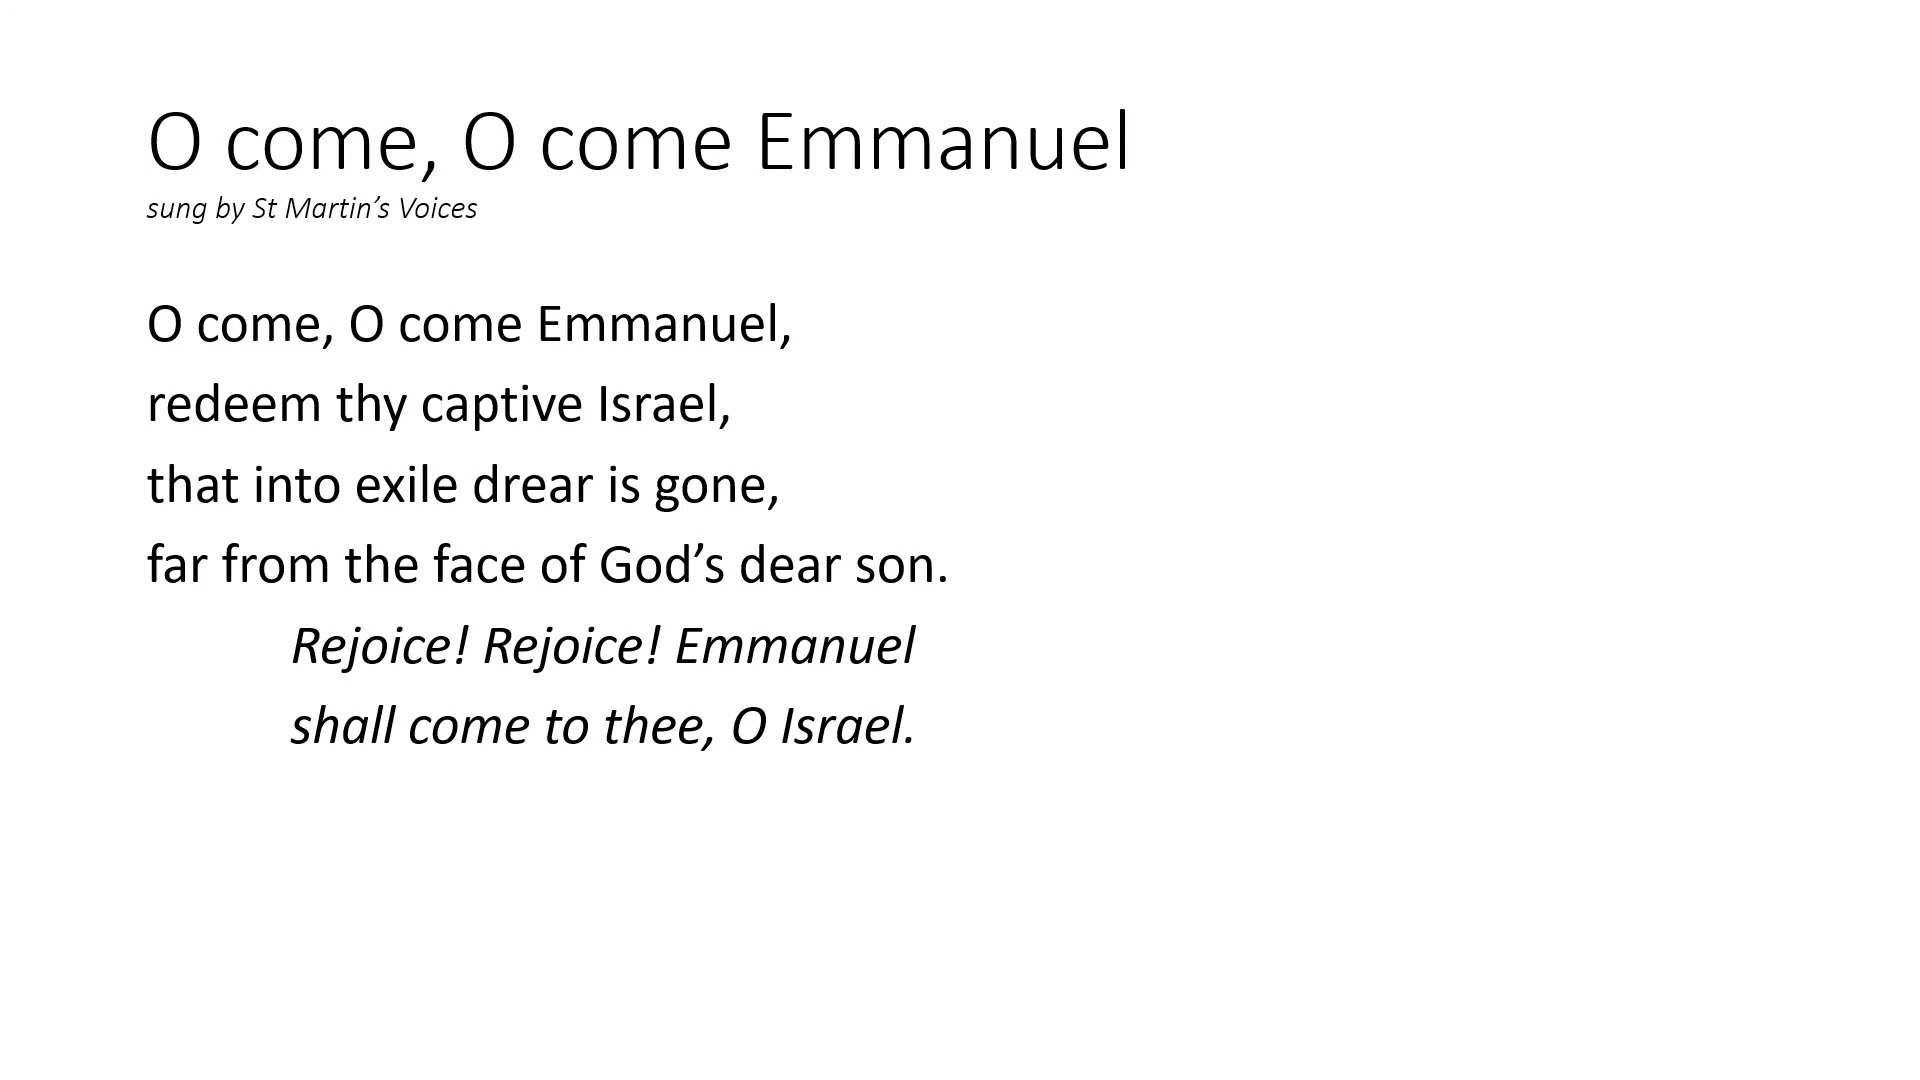 O come, O come Emmanuel
sung by St Martin’s Voices
O come, O come Emmanuel,
redeem thy captive Israel,
that into exile drear is gone,
far from the face of God’s dear son.
Rejoice! Rejoice! Emmanuel
shall come to thee, O Israel.